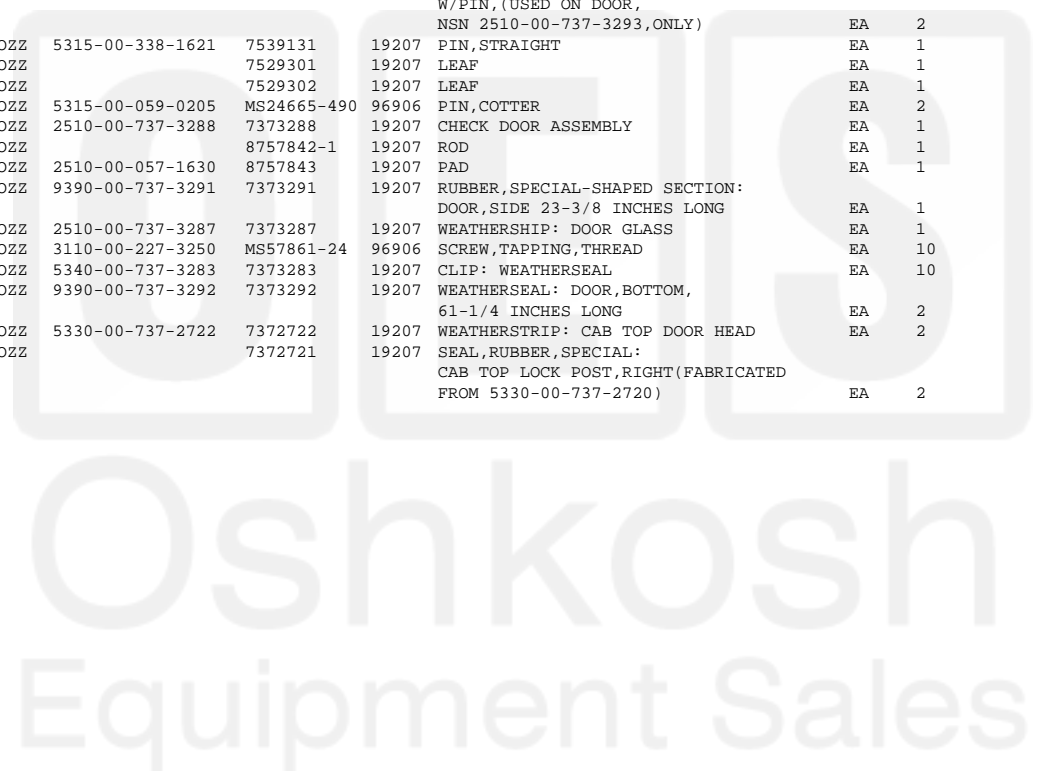 W/PIN,(USED ON DOOR,
NSN 2510-00-737-3293,ONLY) EA 2
OZZ 5315-00-338-1621 7539131 19207 PIN,STRAIGHT EA 1
OZZ 7529301 19207 LEAF EA 1
OZZ 7529302 19207 LEAF EA 1
OZZ 5315-00-059-0205 MS24665-490 96906 PIN,COTTER EA 2
OZZ 2510-00-737-3288 7373288 19207 CHECK DOOR ASSEMBLY EA 1
OZZ 8757842-1 19207 ROD EA 1
OZZ 2510-00-057-1630 8757843 19207 PAD EA 1
OZZ 9390-00-737-3291 7373291 19207 RUBBER,SPECIAL-SHAPED SECTION:
DOOR,SIDE 23-3/8 INCHES LONG EA 1
OZZ 2510-00-737-3287 7373287 19207 WEATHERSHIP: DOOR GLASS EA 1
OZZ 3110-00-227-3250 MS57861-24 96906 SCREW,TAPPING,THREAD EA 10
OZZ 5340-00-737-3283 7373283 19207 CLIP: WEATHERSEAL EA 10
OZZ 9390-00-737-3292 7373292 19207 WEATHERSEAL: DOOR,BOTTOM,
61-1/4 INCHES LONG EA 2
OZZ 5330-00-737-2722 7372722 19207 WEATHERSTRIP: CAB TOP DOOR HEAD EA 2
OZZ 7372721 19207 SEAL,RUBBER,SPECIAL:
CAB TOP LOCK POST,RIGHT(FABRICATED
FROM 5330-00-737-2720) EA 2
OES
Oshkosh
Equipment Sales